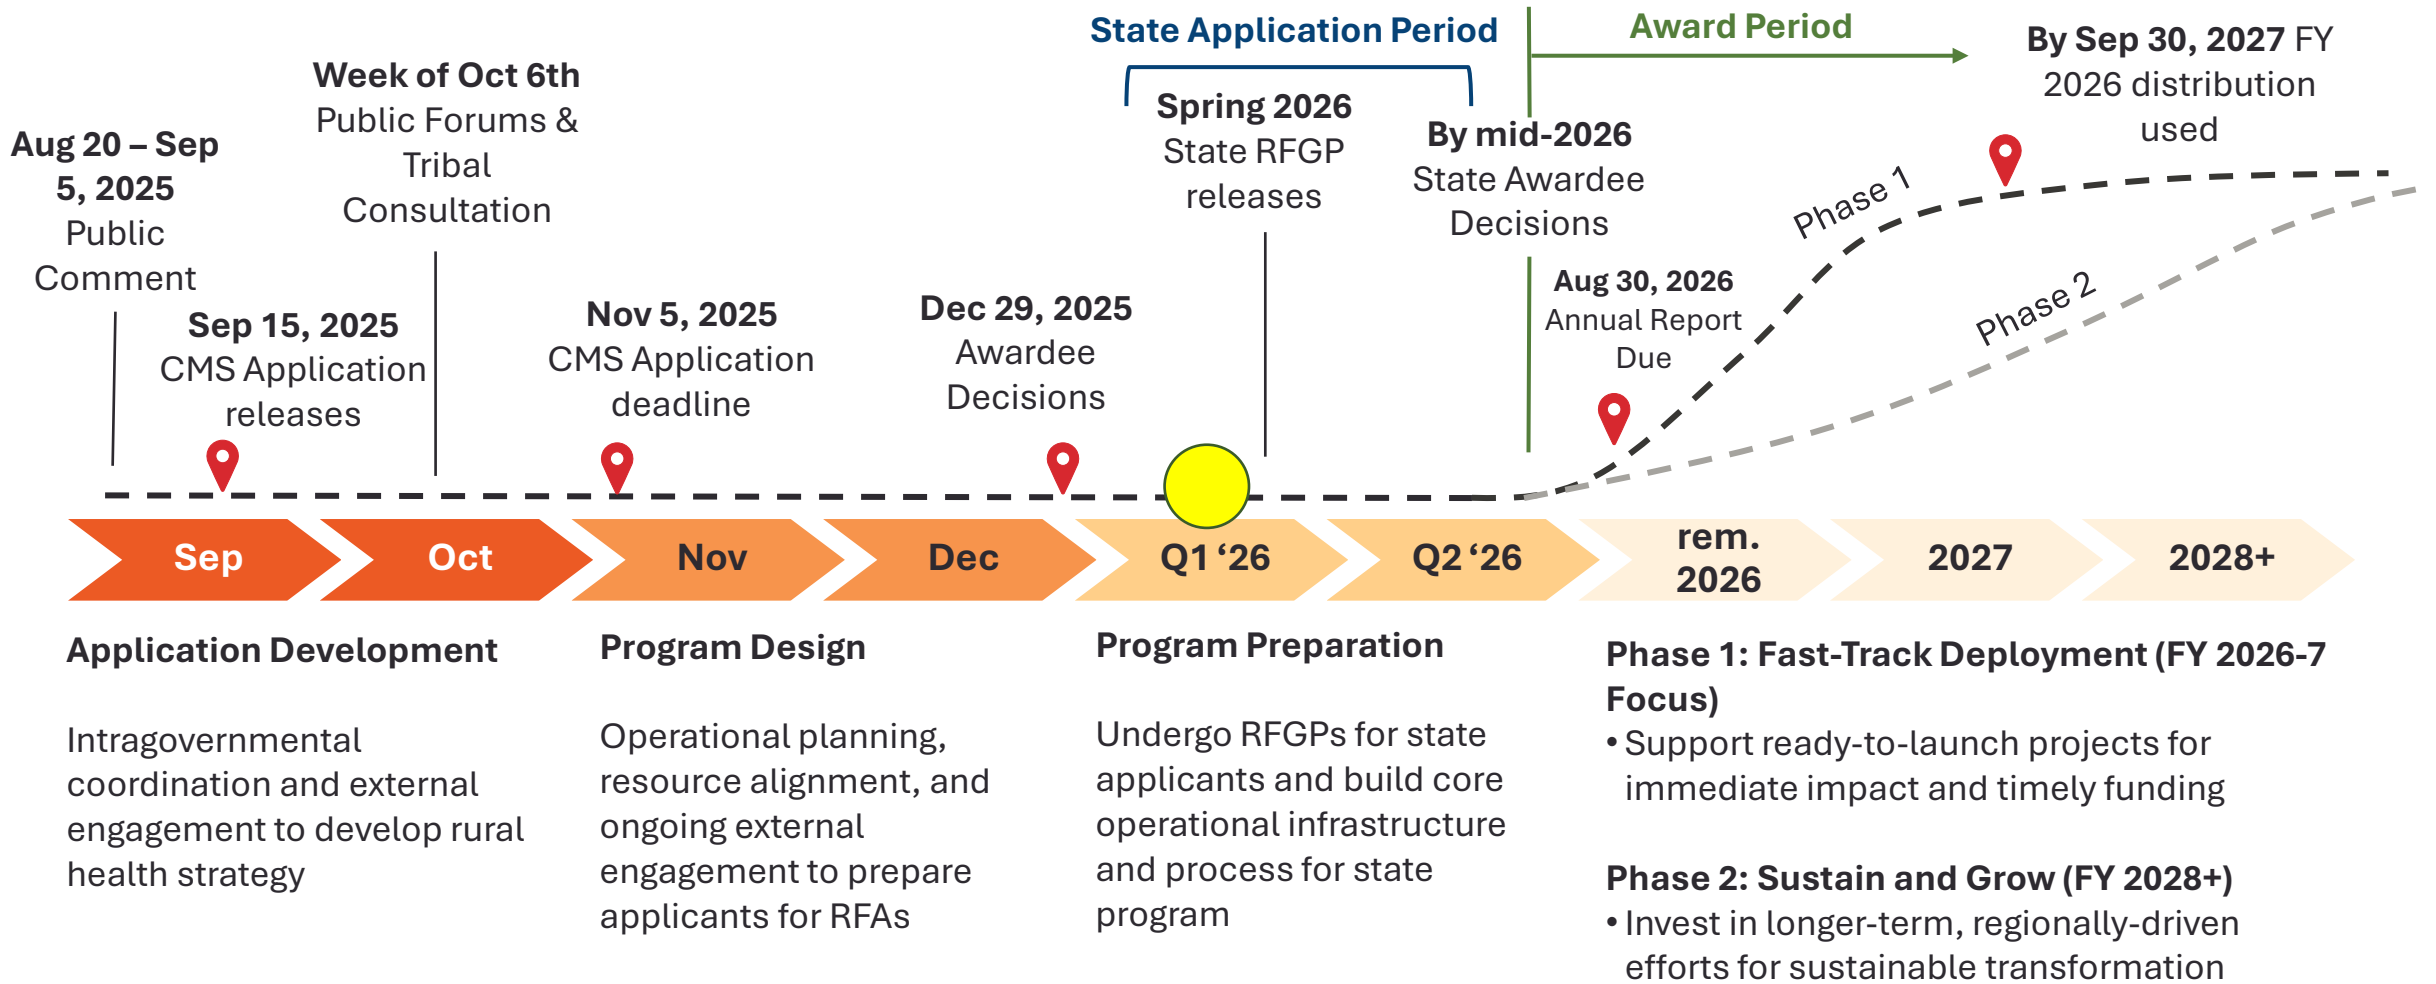 State Application Period
Award Period
By Sep 30, 2027 FY
2026 distribution
used
Week of Oct 6th
Public Forums &
Tribal
Consultation
Spring 2026
State RFGP
releases
By mid-2026
State Awardee
Decisions
Aug 20 – Sep
5, 2025
Public
Comment
Phase 1
Phase 2
Sep 15, 2025
CMS Application
releases
Nov 5, 2025
CMS Application
deadline
Dec 29, 2025
Awardee
Decisions
Aug 30, 2026
Annual Report
Due
Sep
Oct
Nov
Dec
Q1 ‘26
Q2 ‘26
rem.
2026
2027
2028+
Application Development
Intragovernmental
coordination and external
engagement to develop rural
health strategy
Program Design
Operational planning,
resource alignment, and
ongoing external
engagement to prepare
applicants for RFAs
Program Preparation
Undergo RFGPs for state
applicants and build core
operational infrastructure
and process for state
program
Phase 1: Fast-Track Deployment (FY 2026-7
Focus)
• Support ready-to-launch projects for
immediate impact and timely funding
Phase 2: Sustain and Grow (FY 2028+)
• Invest in longer-term, regionally-driven
efforts for sustainable transformation